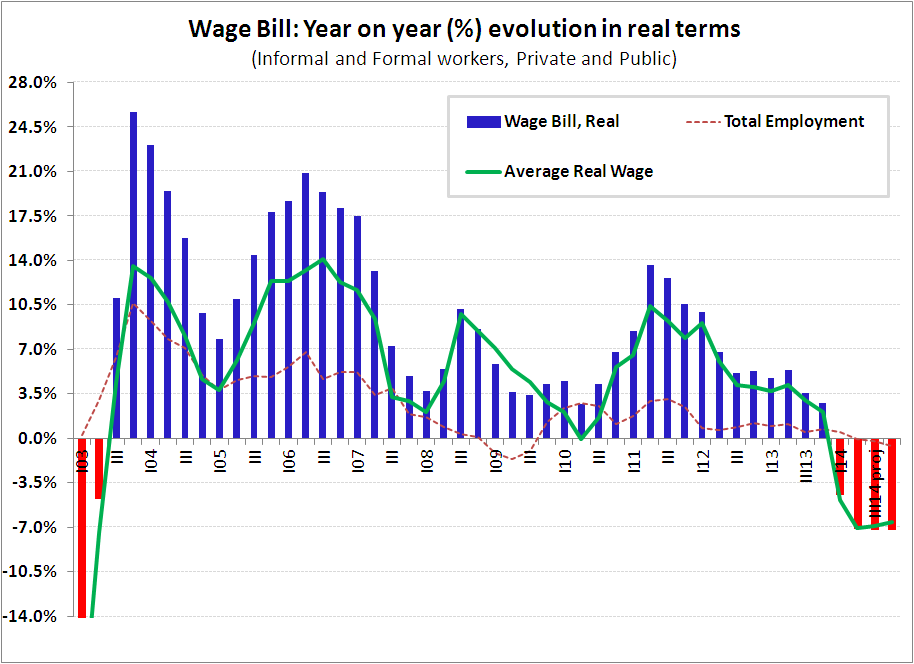 Wage Bill: Year on year (%) evolution in real terms
(Informal and Formal workers, Private and Public)
28.0%
24.5%
21.0%
17.5%
14.0%
10.5%
7.0%
3.5%
0.0%
-3.5%
-7.0%
-10.5%
-14.0%
Wage Bill, Real
Total Employment
Average Real Wage
I03
III
I04
III
I05
III
I06
III
I07
III
I08
III
I09
III
I10
III
I11
III
I12
III
I13
III13
I14
III14 proj